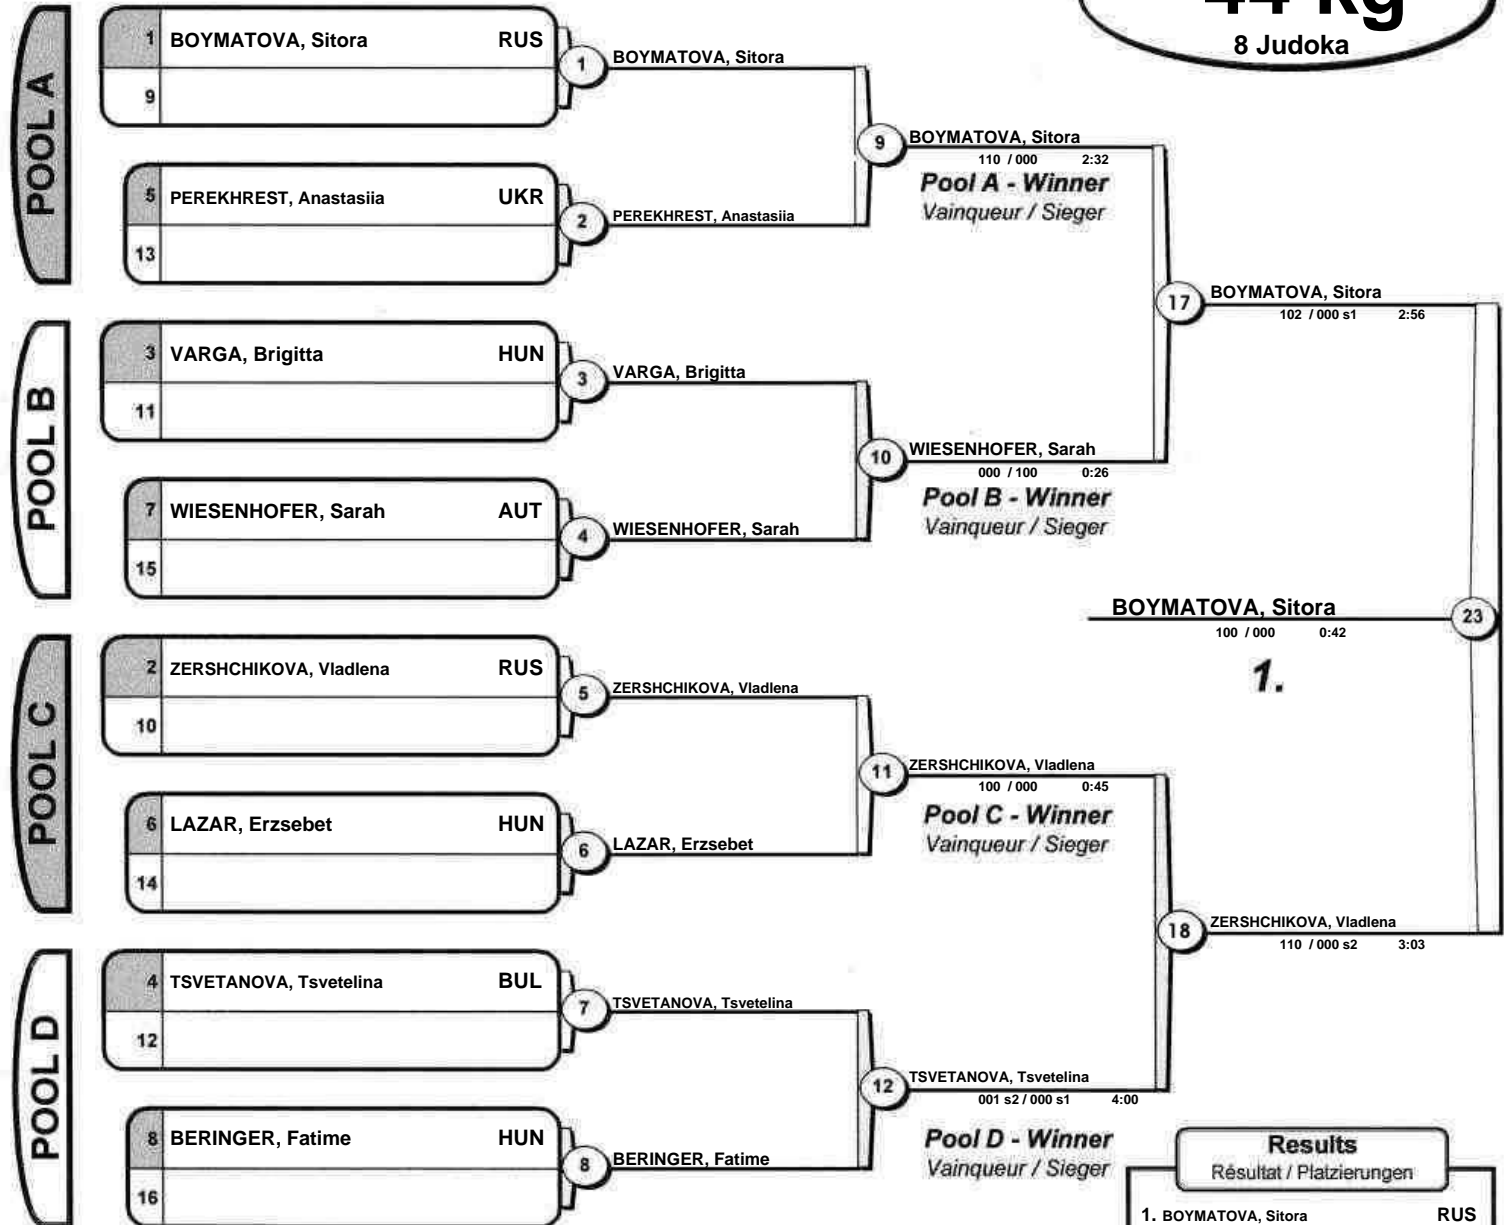 44 kg
8 Judoka
POOL A
1 BOYMATOVA, Sitora RUS
9
5 PEREKHREST, Anastasiia UKR
13
1 BOYMATOVA, Sitora
2 PEREKHREST, Anastasiia
9 BOYMATOVA, Sitora
110 / 000 2:32
Pool A - Winner
Vainqueur / Sieger
POOL B
3 VARGA, Brigitta HUN
11
7 WIESENHOFER, Sarah AUT
15
3 VARGA, Brigitta
4 WIESENHOFER, Sarah
10 WIESENHOFER, Sarah
000 / 100 0:26
Pool B - Winner
Vainqueur / Sieger
17 BOYMATOVA, Sitora
102 / 000 s1 2:56
BOYMATOVA, Sitora 23
100 / 000 0:42
1.
POOL C
2 ZERSHCHIKOVA, Vladlena RUS
10
6 LAZAR, Erzsebet HUN
14
5 ZERSHCHIKOVA, Vladlena
6 LAZAR, Erzsebet
11 ZERSHCHIKOVA, Vladlena
100 / 000 0:45
Pool C - Winner
Vainqueur / Sieger
18 ZERSHCHIKOVA, Vladlena
110 / 000 s2 3:03
POOL D
4 TSVETANOVA, Tsvetelina BUL
12
8 BERINGER, Fatime HUN
16
7 TSVETANOVA, Tsvetelina
8 BERINGER, Fatime
12 TSVETANOVA, Tsvetelina
001 s2 / 000 s1 4:00
Pool D - Winner
Vainqueur / Sieger
Results
Résultat / Platzierungen
1. BOYMATOVA, Sitora RUS